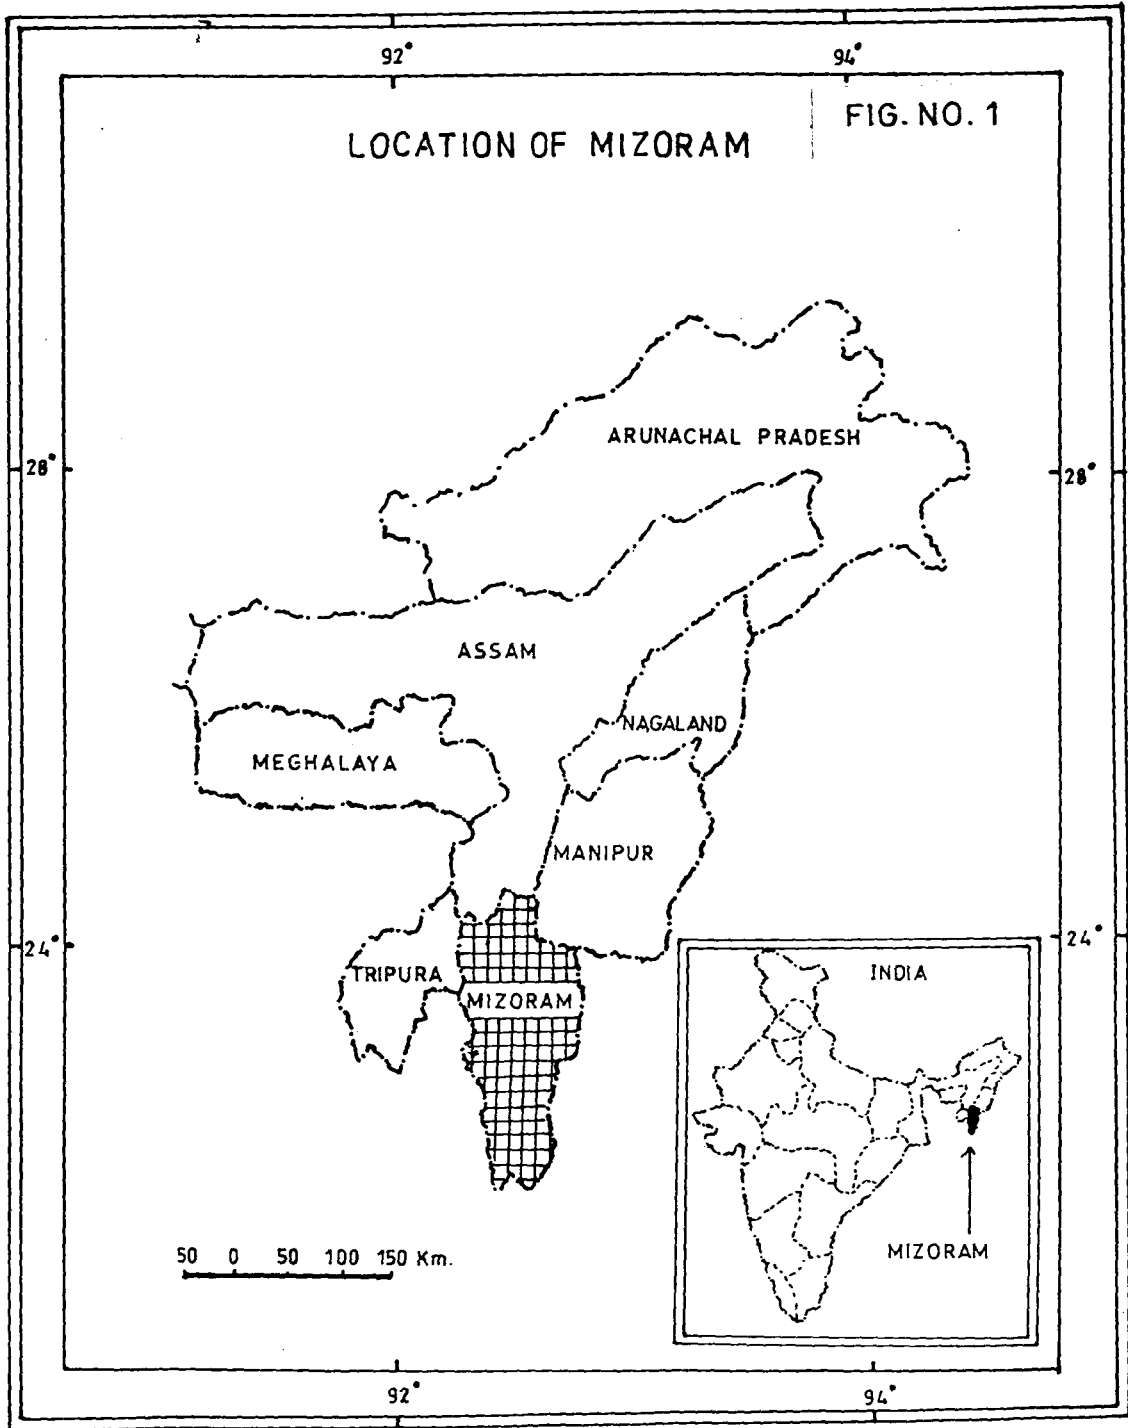 92°
94°
FIG. NO. 1
LOCATION OF MIZORAM
ARUNACHAL PRADESH
28°
28°
ASSAM
NAGALAND
MEGHALAYA
MANIPUR
24°
24°
TRIPURA
INDIA
MIZORAM
MIZORAM
50 0 50 100 150 Km.
92°
94°